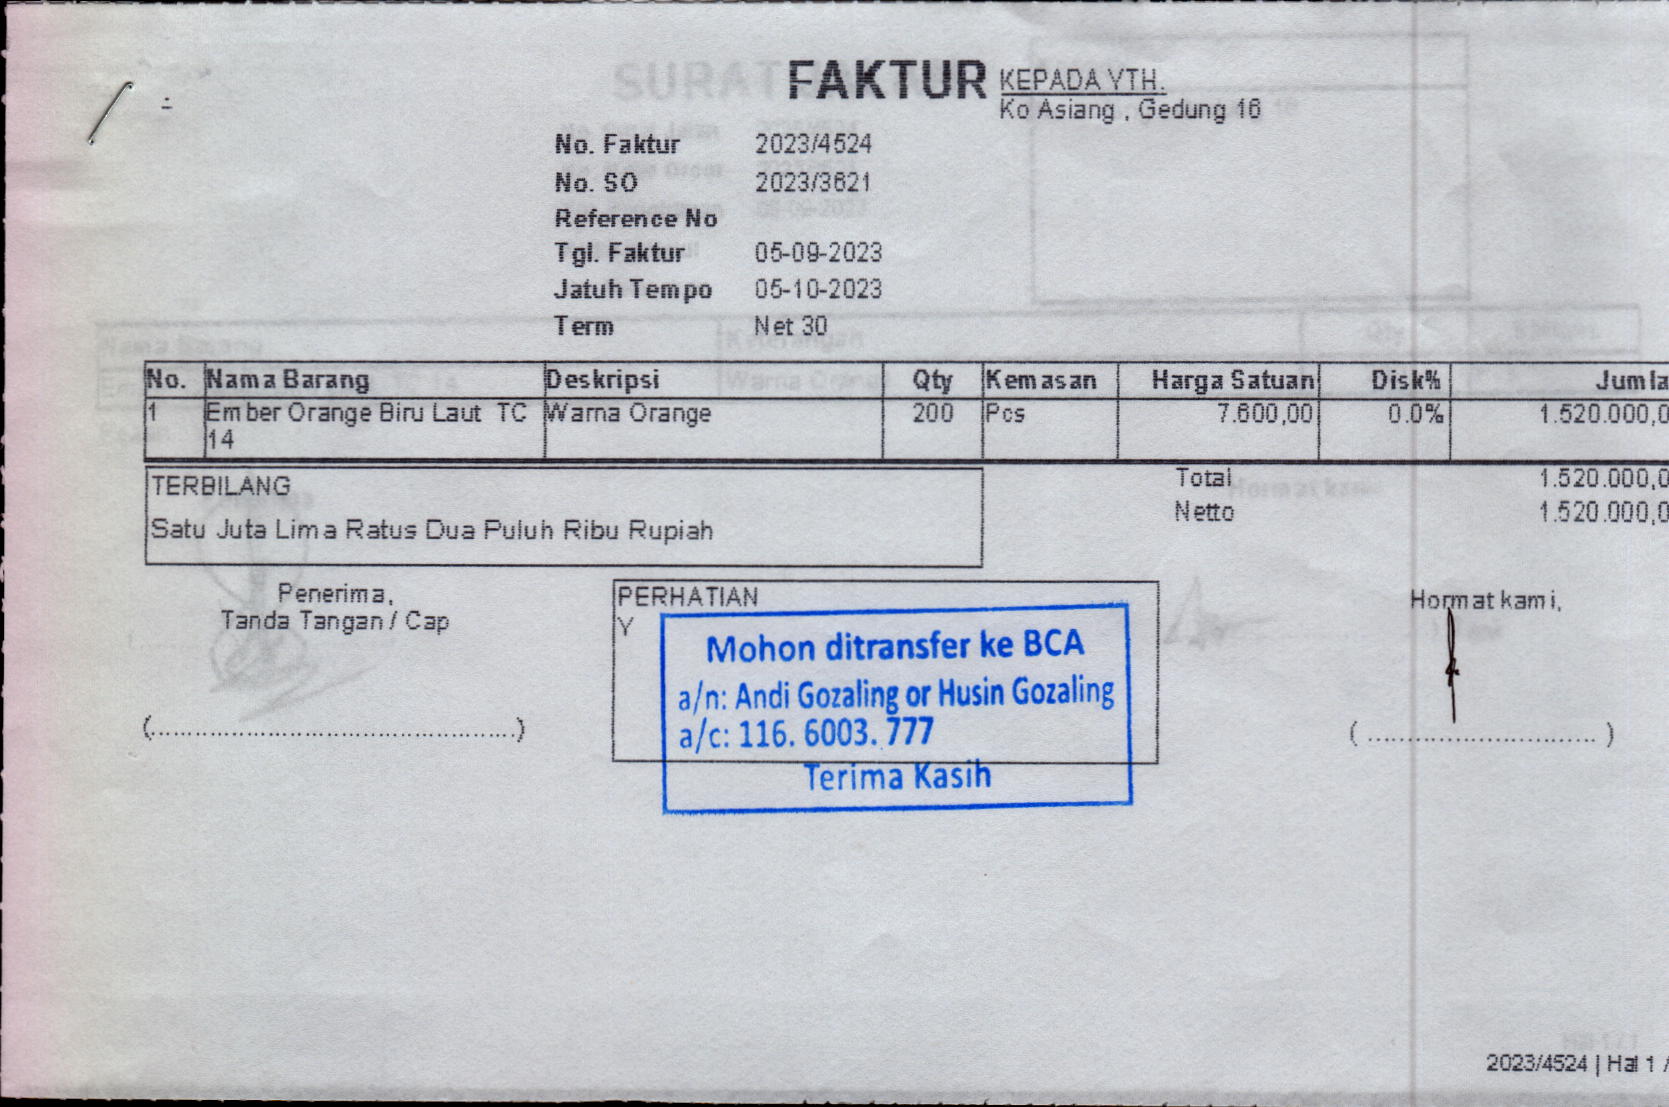 FAKTUR
KEPADA YTH.
Ko Asiang , Gedung 16
No. Faktur 2023/4524
No. SO 2023/3621
Reference No
Tgl. Faktur 05-09-2023
Jatuh Tempo 05-10-2023
Term Net 30
No. Nama Barang Deskripsi Qty Kemasan Harga Satuan Disk% Jumla
1 Ember Orange Biru Laut TC 14 Warna Orange 200 Pcs 7.600,00 0.0% 1.520.000,0
TERBILANG
Satu Juta Lima Ratus Dua Puluh Ribu Rupiah
Total 1.520.000,0
Netto 1.520.000,0
Penerima,
Tanda Tangan / Cap
(................................................)
PERHATIAN
Y
Mohon ditransfer ke BCA
a/n: Andi Gozaling or Husin Gozaling
a/c: 116. 6003. 777
Terima Kasih
Hormat kami,
( .............................. )
2023/4524 | Hal 1 /